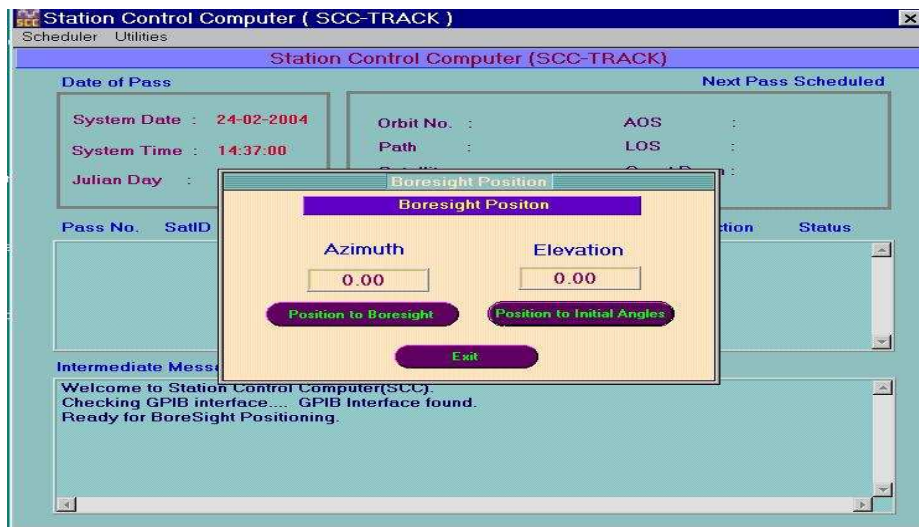 Station Control Computer ( SCC-TRACK )
Scheduler Utilities
Station Control Computer (SCC-TRACK)
Date of Pass
Next Pass Scheduled
System Date : 24-02-2004
System Time : 14:37:00
Julian Day :
Orbit No. :
AOS :
Path :
LOS :
:
Boresight Position
Boresight Positon
Azimuth
Elevation
0.00
0.00
Position to Boresight
Position to Initial Angles
Exit
Pass No. SatID
ction Status
Intermediate Mess
Welcome to Station Control Computer(SCC).
Checking GPIB interface.... GPIB Interface found.
Ready for BoreSight Positioning.